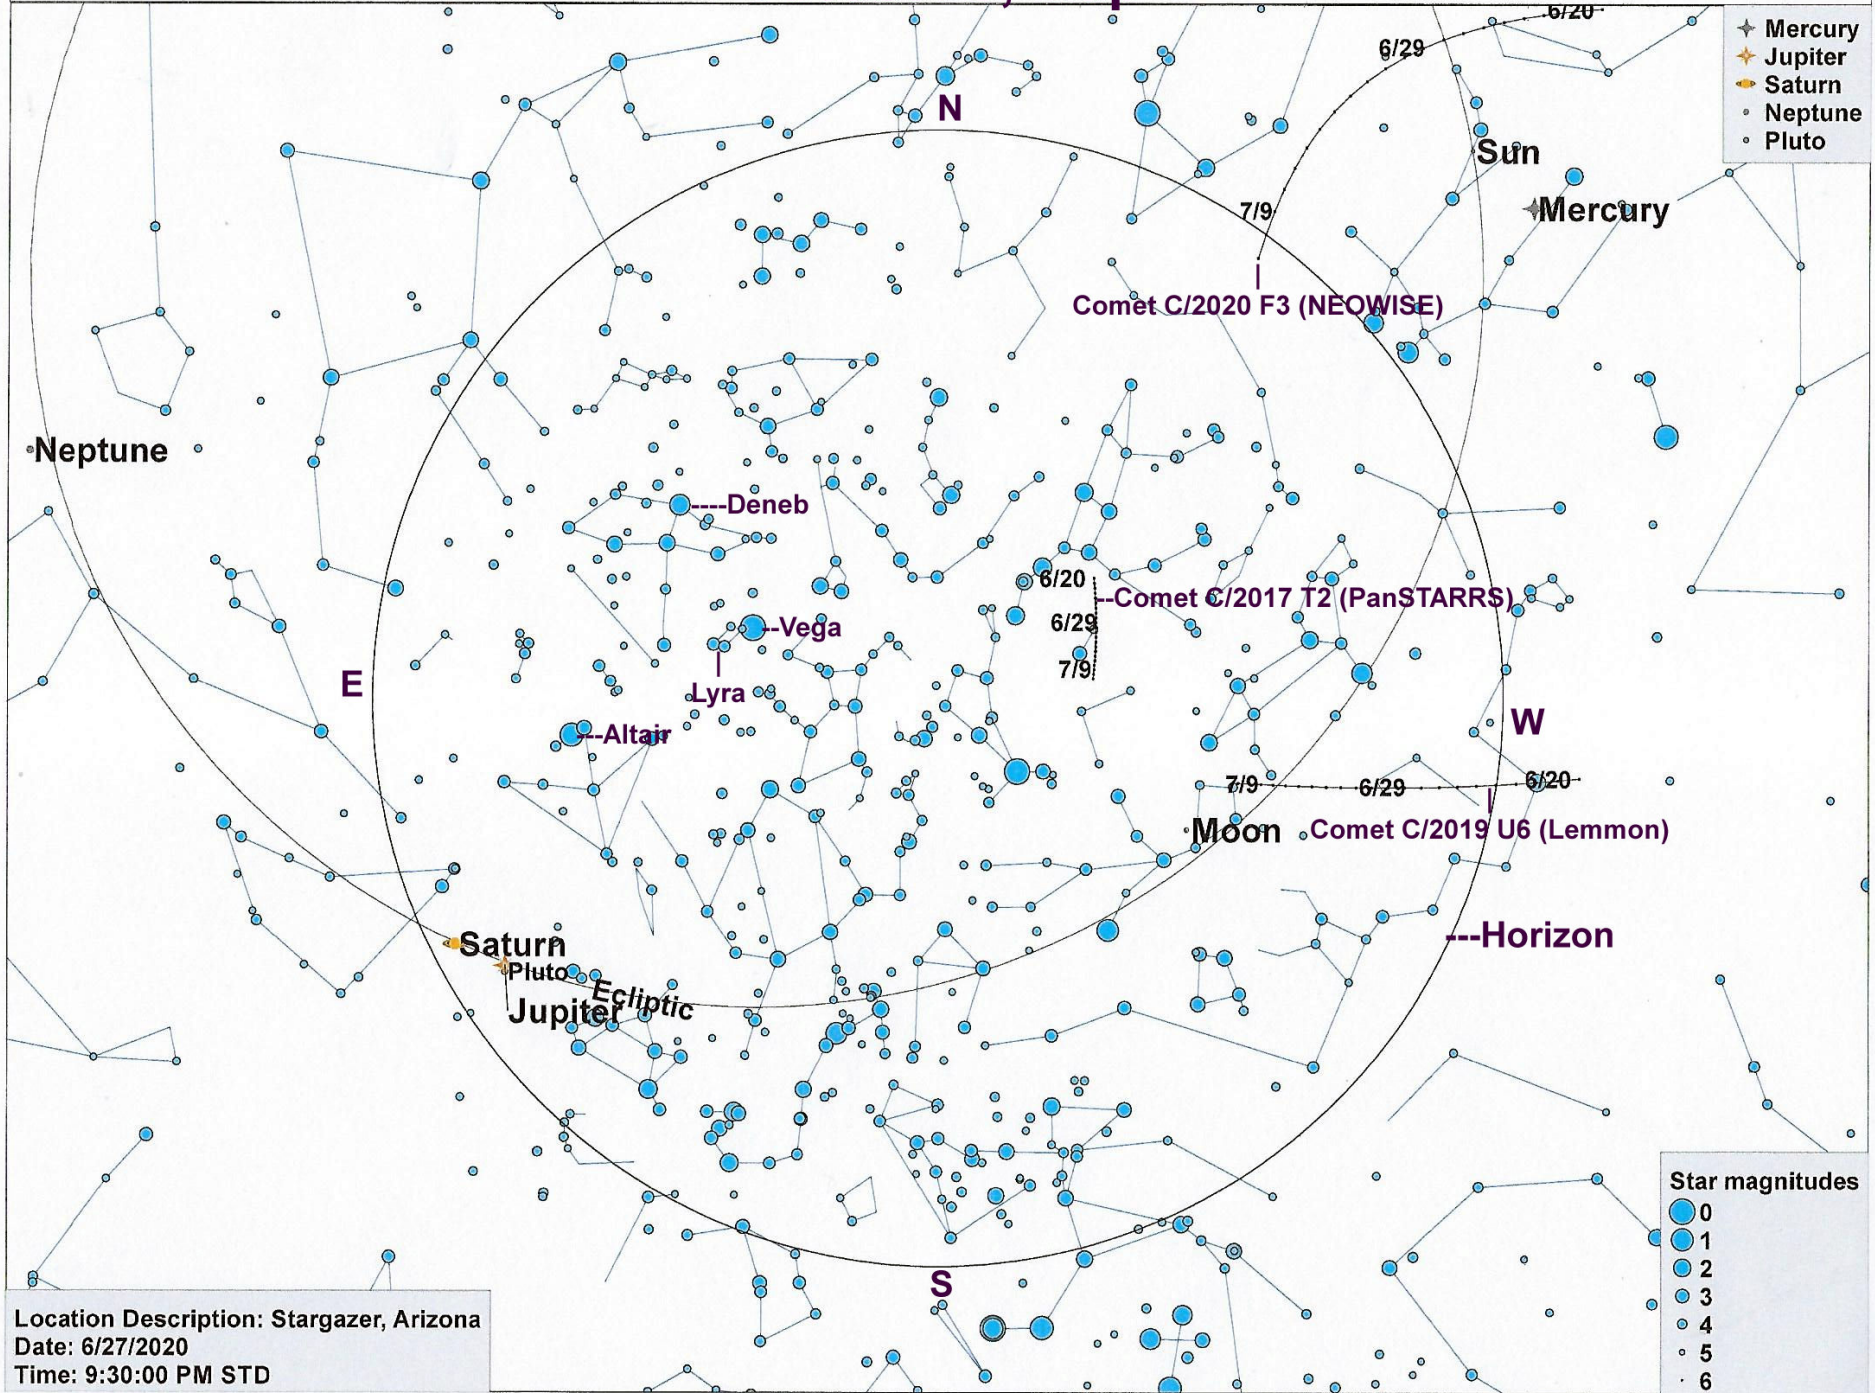 6/20
Mercury
Jupiter
Saturn
Neptune
Pluto
6/29
N
Sun
7/9
Mercury
Comet C/2020 F3 (NEOWISE)
Neptune
----Deneb
6/20
--Comet C/2017 T2 (PanSTARRS)
6/29
7/9
--Vega
Lyra
E
---Altair
W
7/9
6/29
6/20
Moon
Comet C/2019 U6 (Lemmon)
---Horizon
Saturn
Pluto
Ecliptic
Jupiter
S
Star magnitudes
0
1
2
3
4
5
6
Location Description: Stargazer, Arizona
Date: 6/27/2020
Time: 9:30:00 PM STD